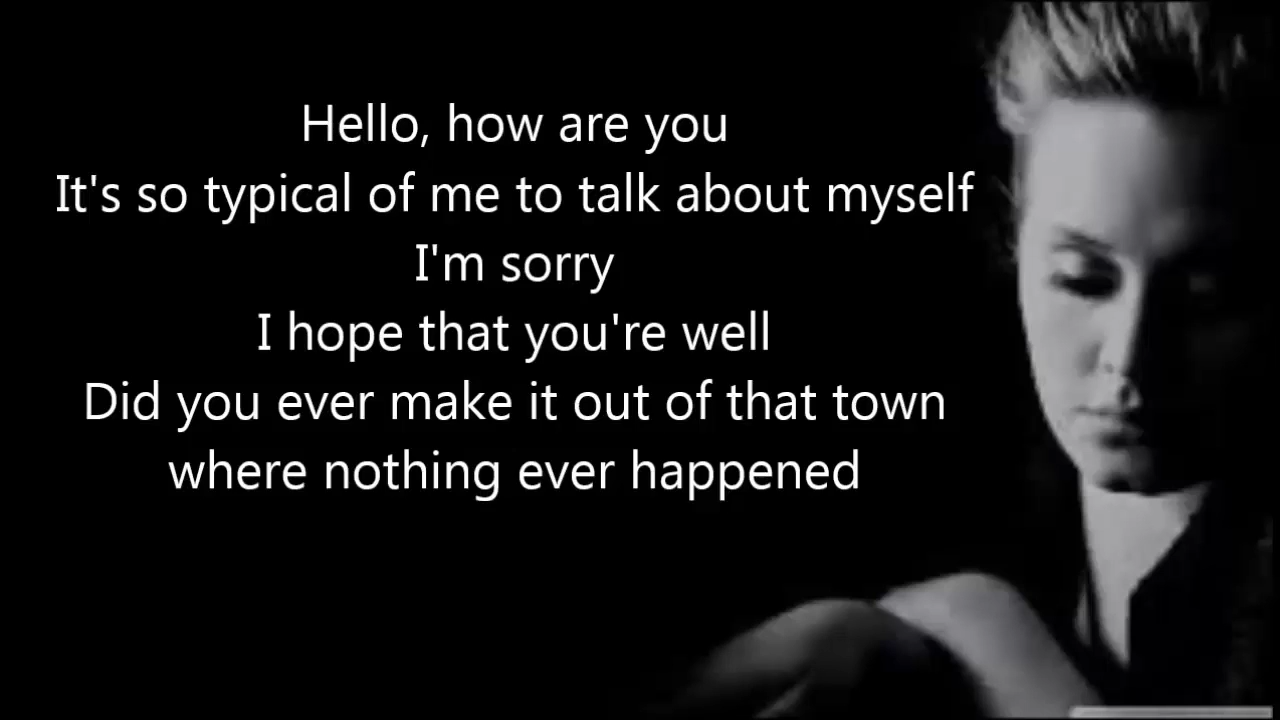 Hello, how are you
It's so typical of me to talk about myself
I'm sorry
I hope that you're well
Did you ever make it out of that town
where nothing ever happened